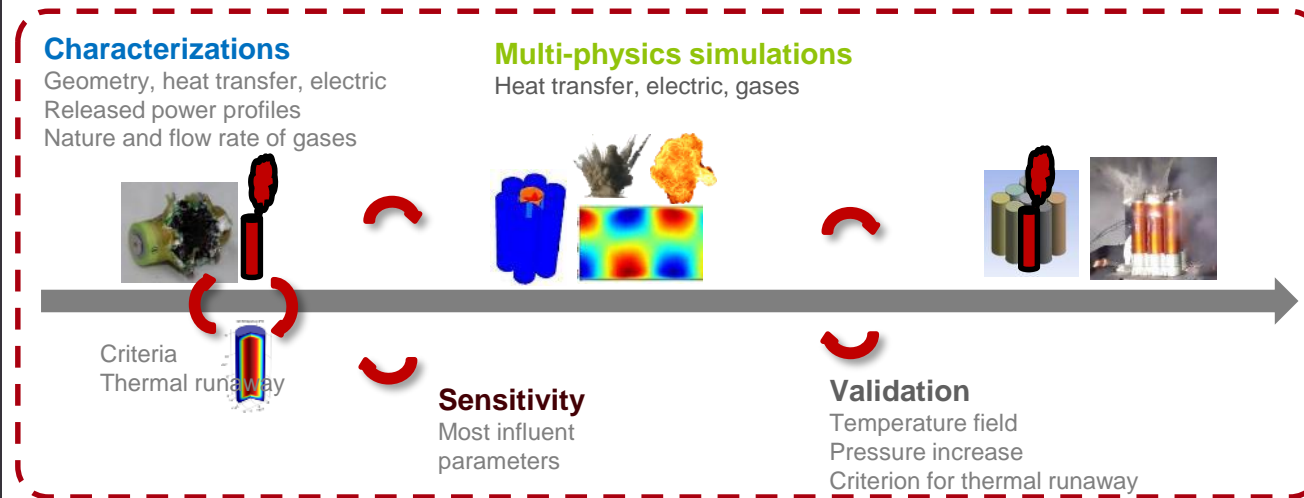 Characterizations
Geometry, heat transfer, electric
Released power profiles
Nature and flow rate of gases
Multi-physics simulations
Heat transfer, electric, gases
Criteria
Thermal runaway
Sensitivity
Most influent
parameters
Validation
Temperature field
Pressure increase
Criterion for thermal runaway